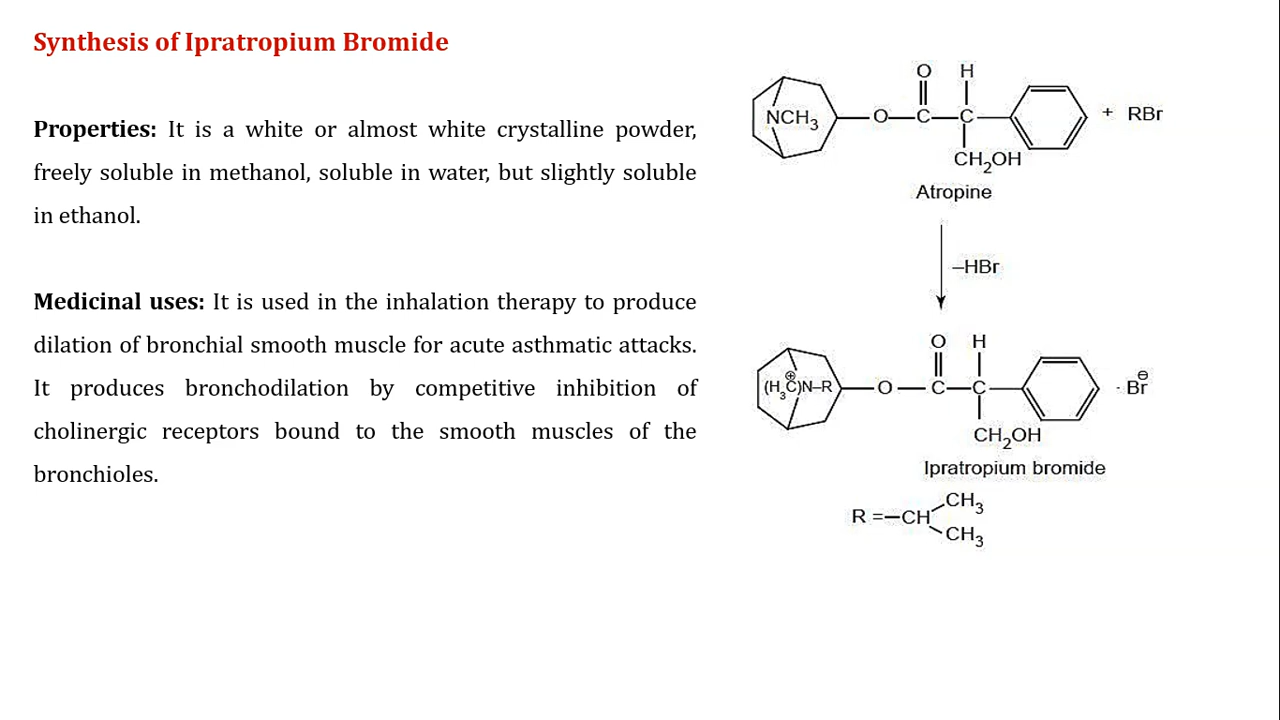 Synthesis of Ipratropium Bromide
Properties: It is a white or almost white crystalline powder,
freely soluble in methanol, soluble in water, but slightly soluble
in ethanol.
Medicinal uses: It is used in the inhalation therapy to produce
dilation of bronchial smooth muscle for acute asthmatic attacks.
It produces bronchodilation by competitive inhibition of
cholinergic receptors bound to the smooth muscles of the
bronchioles.
O H
NCH₃ O C C + RBr
CH₂OH
Atropine
–HBr
O H
(H₃C)N–R ⊕ O C C · Br ⊖
CH₂OH
Ipratropium bromide
CH₃
R =–CH
CH₃